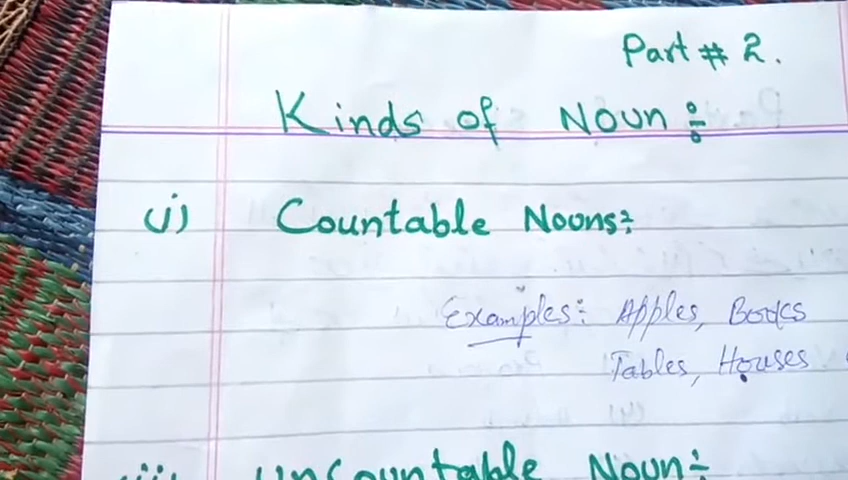 Part # 2.
Kinds of Noun ÷
(i) Countable Nouns:
Examples: Apples, Books
Tables, Houses
Uncountable Noun: